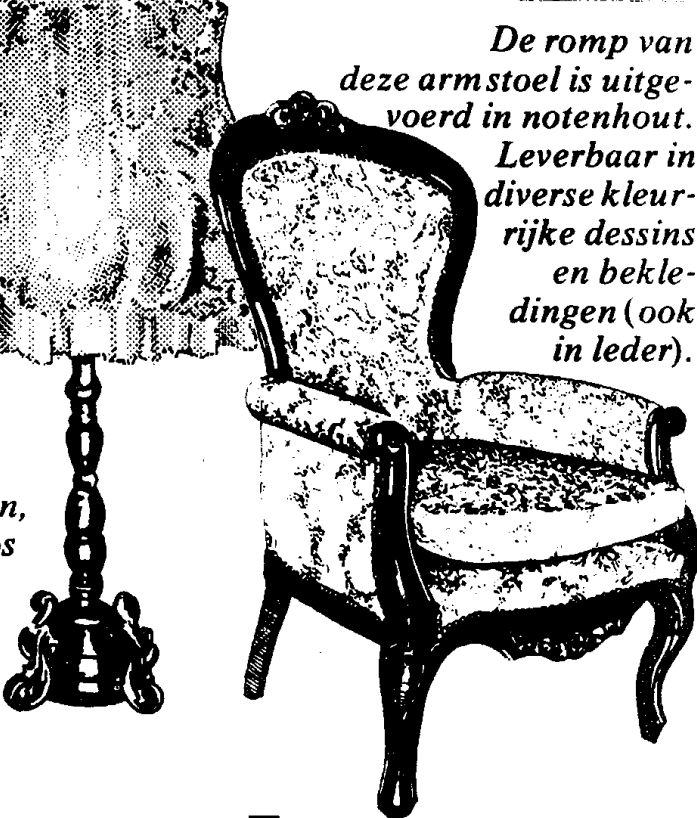 De romp van
deze armstoel is uitge-
voerd in notenhout.
Leverbaar in
diverse kleur-
rijke dessins
en bekle-
dingen (ook
in leder).
n,
s